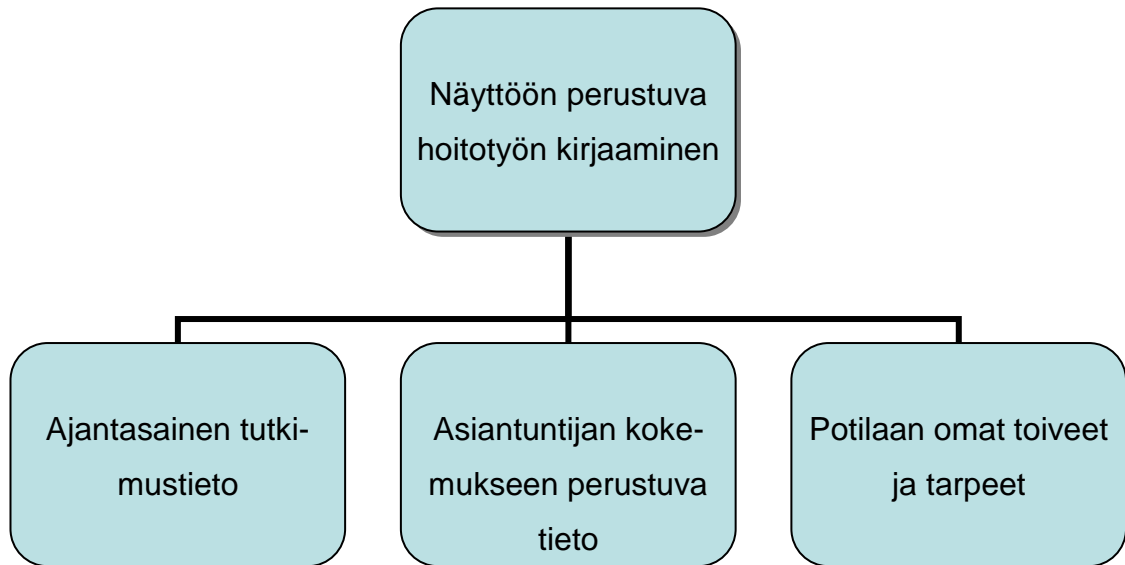 Näyttöön perustuva
hoitotyön kirjaaminen
Ajantasainen tutki-
mustieto
Asiantuntijan koke-
mukseen perustuva
tieto
Potilaan omat toiveet
ja tarpeet